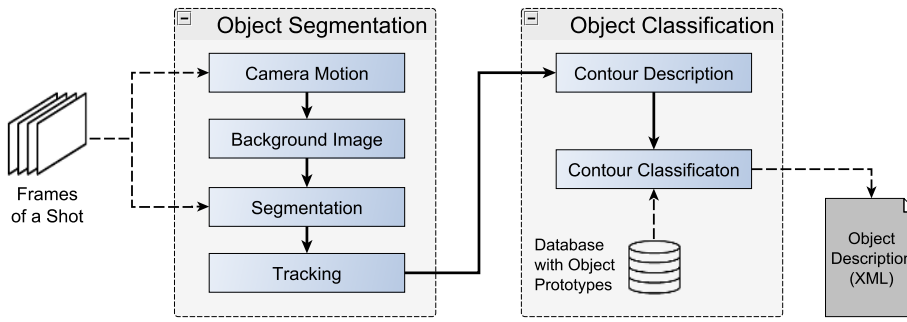 Object Segmentation
Camera Motion
Background Image
Segmentation
Tracking
Frames
of a Shot
Object Classification
Contour Description
Contour Classificaton
Database
with Object
Prototypes
Object
Description
(XML)